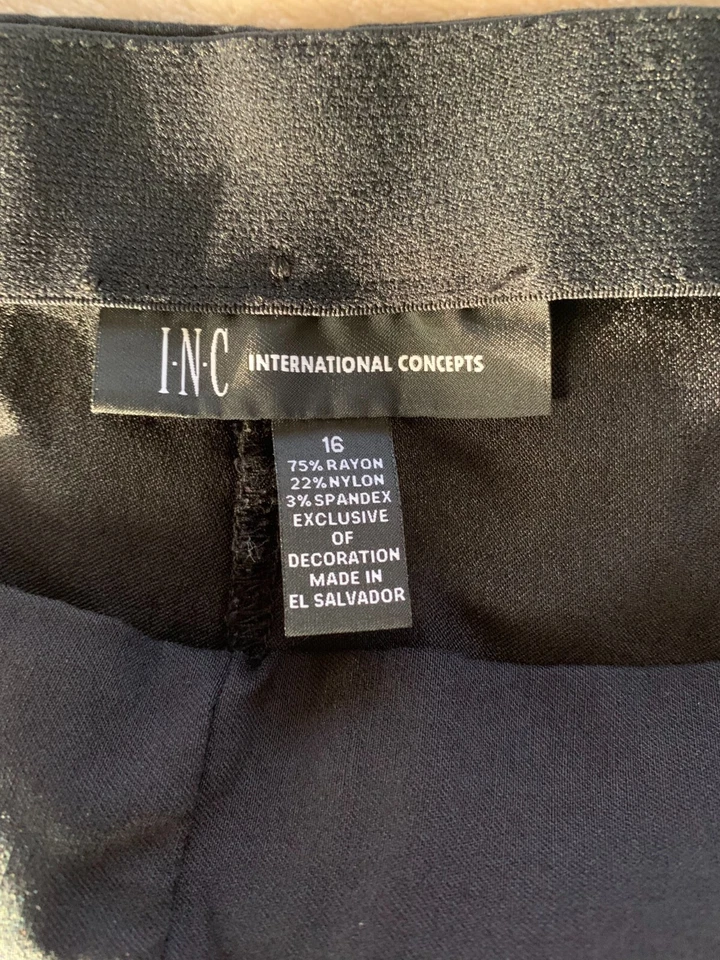 I·N·C INTERNATIONAL CONCEPTS
16
75% RAYON
22% NYLON
3% SPANDEX
EXCLUSIVE
OF
DECORATION
MADE IN
EL SALVADOR